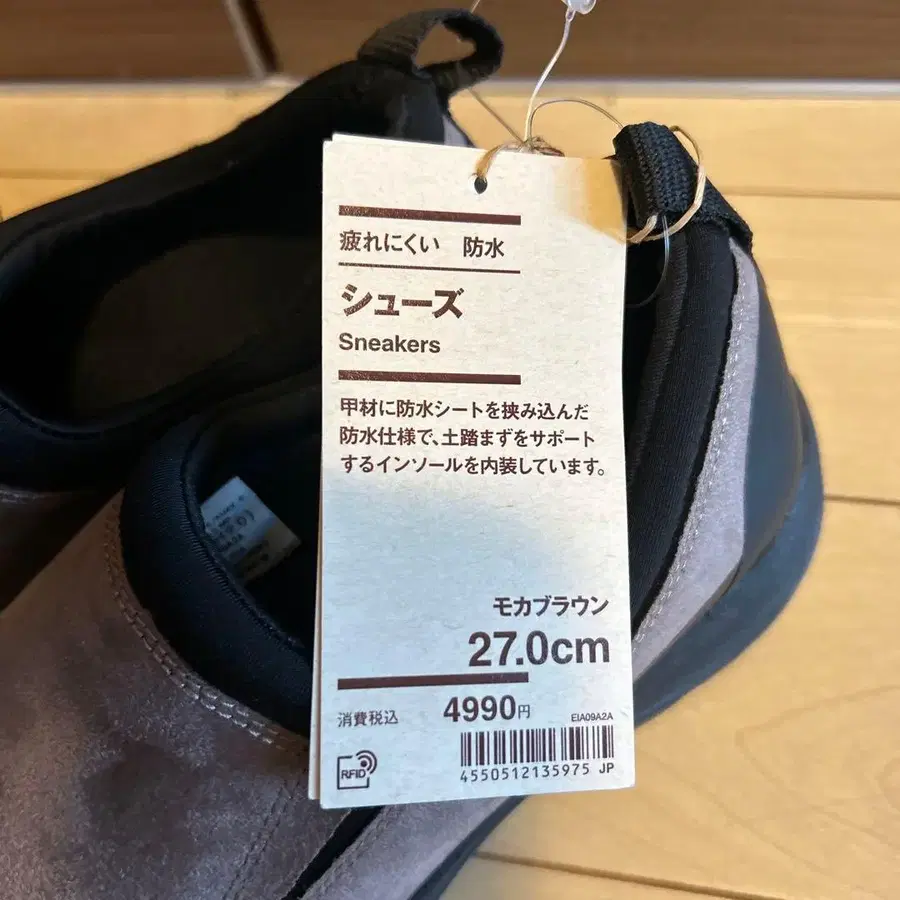 疲れにくい 防水
シューズ
Sneakers
甲材に防水シートを挟み込んだ
防水仕様で、土踏まずをサポート
するインソールを内装しています。
モカブラウン
27.0cm
消費税込 4990円
EIA09A2A
RFID
4550512135975 JP